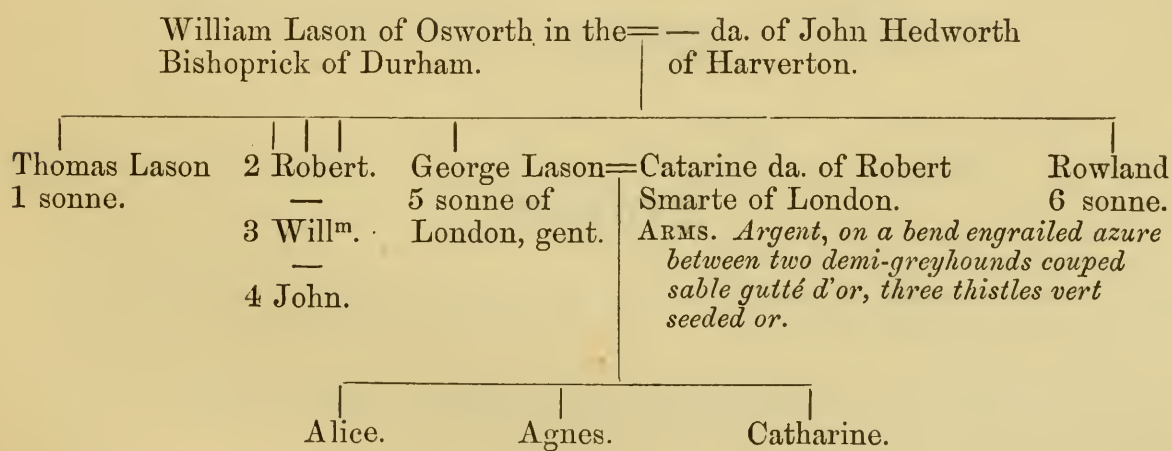 William Lason of Osworth in the=— da. of John Hedworth
Bishoprick of Durham. of Harverton.
Thomas Lason
1 sonne.
2 Robert.
—
3 Willᵐ.
—
4 John.
George Lason=Catarine da. of Robert
5 sonne of Smarte of London.
London, gent. ARMS. Argent, on a bend engrailed azure
between two demi-greyhounds couped
sable gutté d'or, three thistles vert
seeded or.
Rowland
6 sonne.
Alice. Agnes. Catharine.